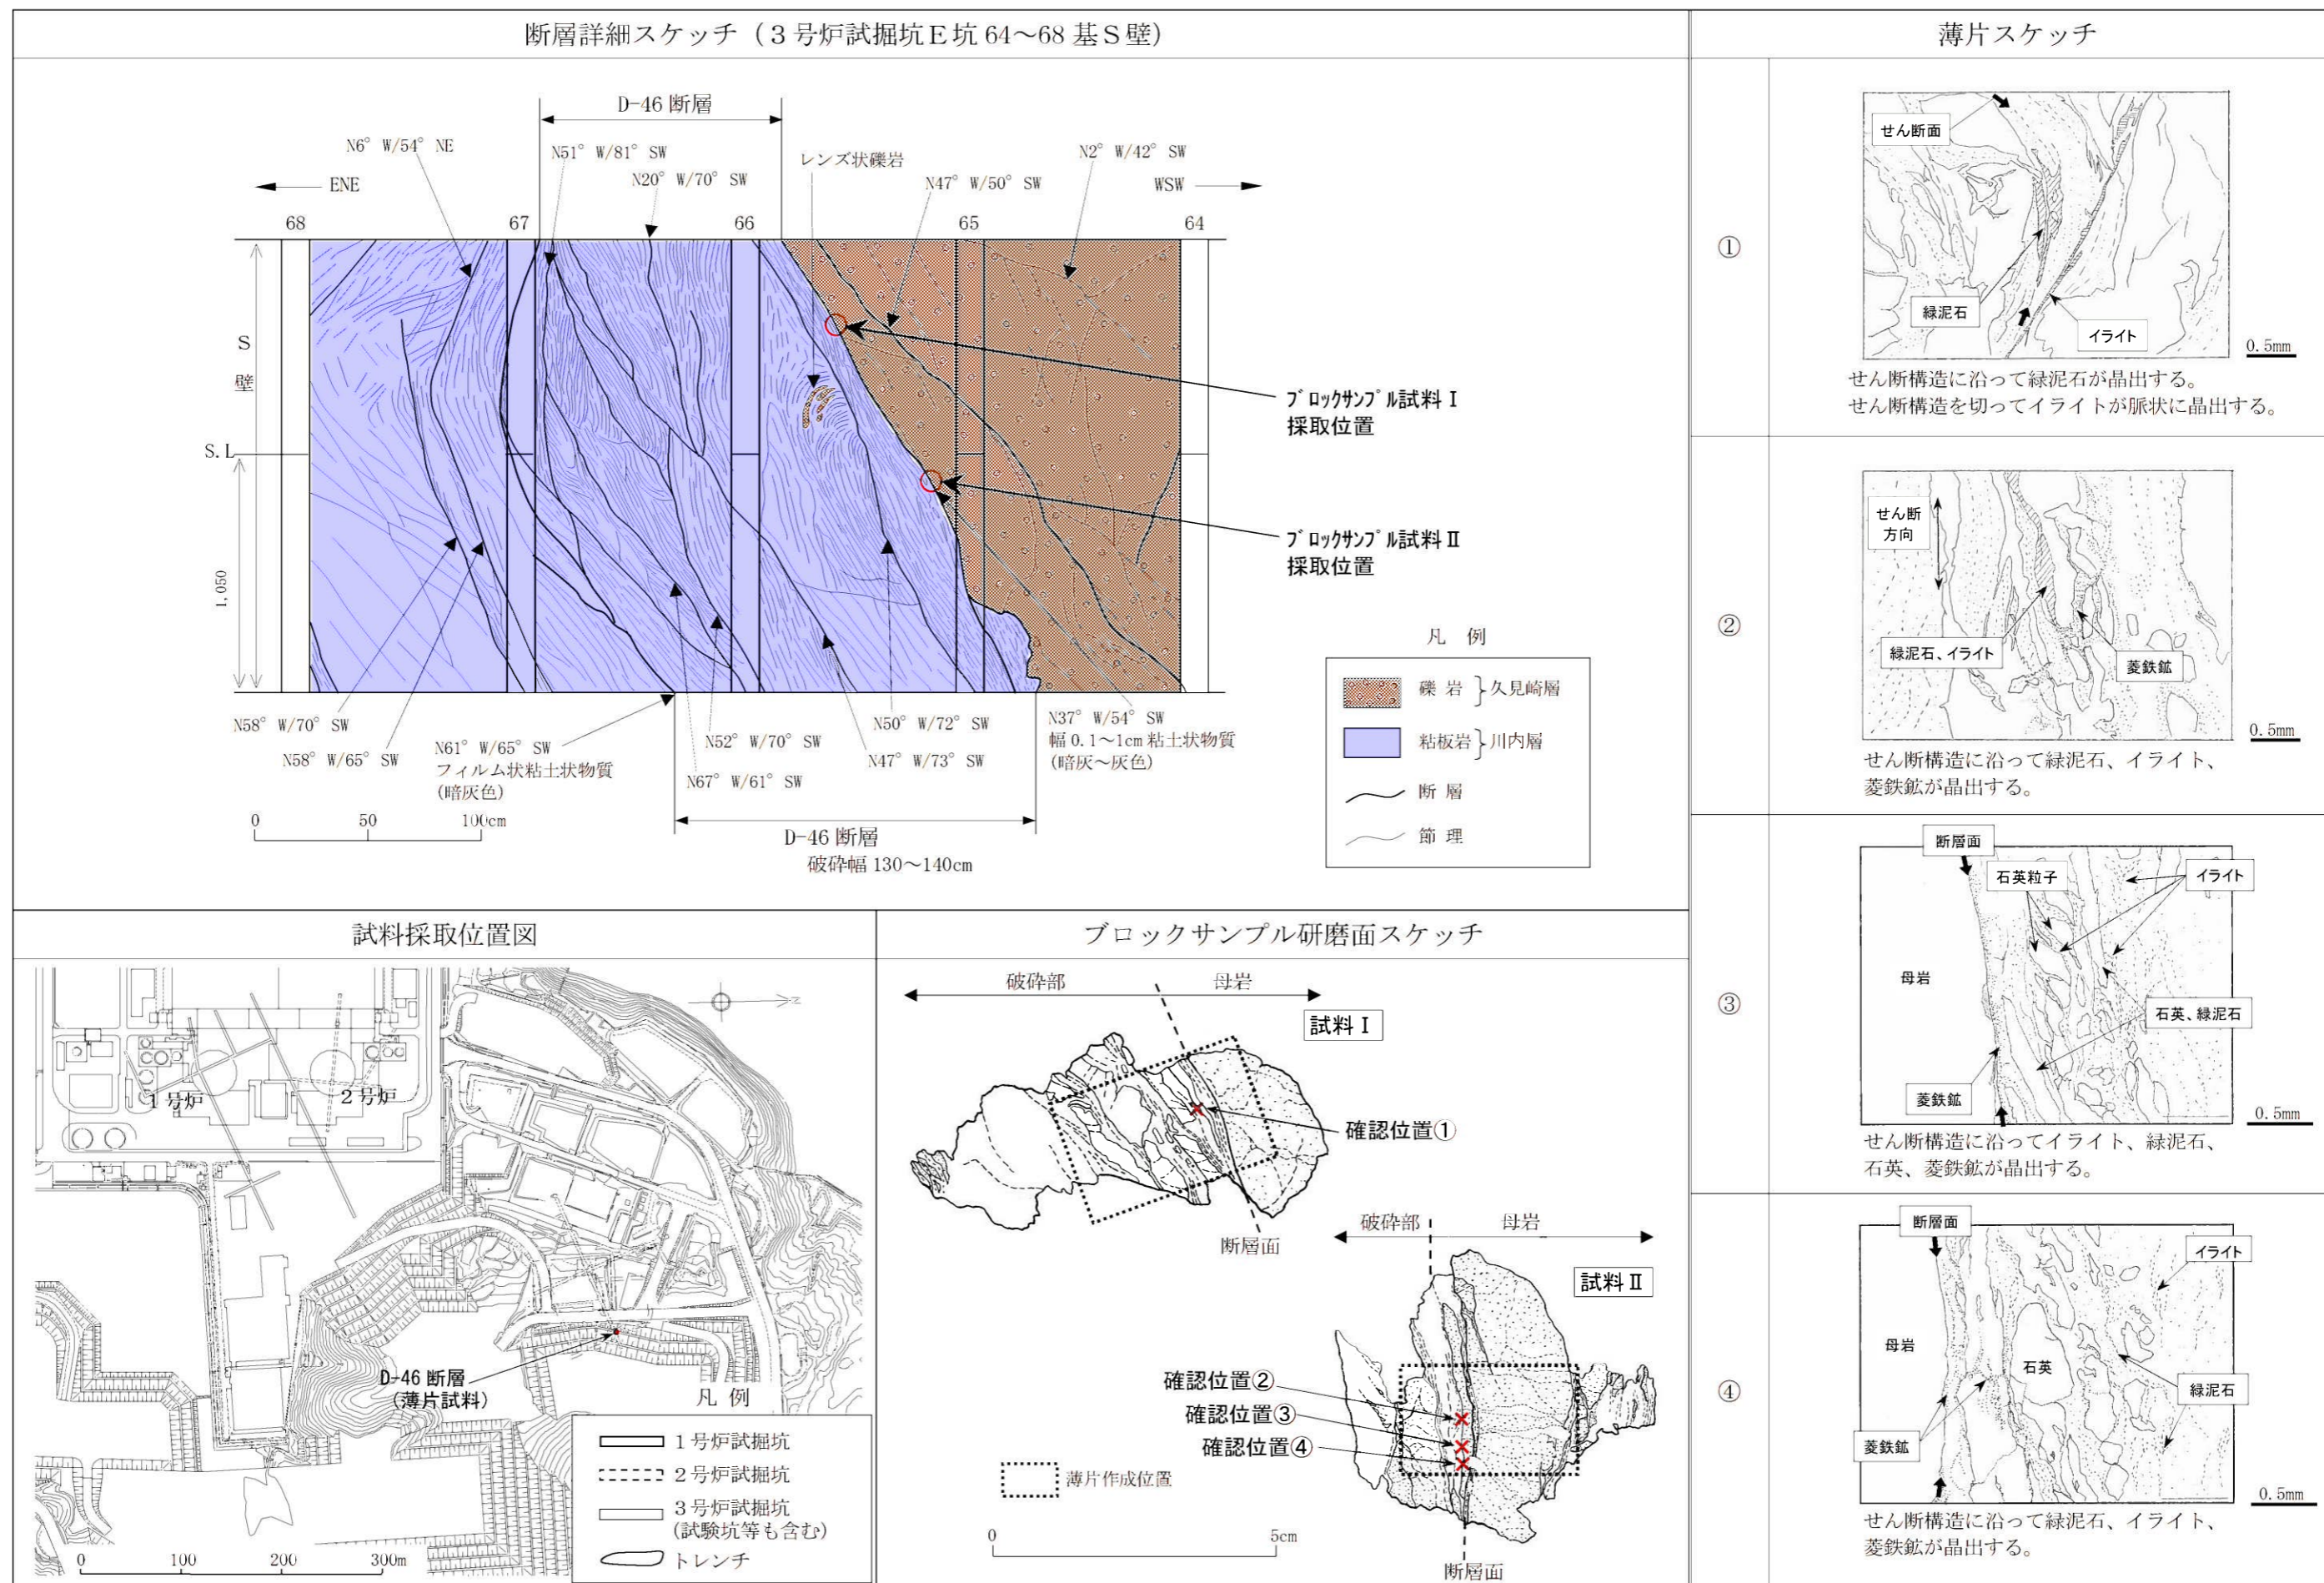 断層詳細スケッチ（３号炉試掘坑Ｅ坑 64～68 基Ｓ壁）
D-46 断層
N6° W/54° NE
N51° W/81° SW
N20° W/70° SW
レンズ状礫岩
N47° W/50° SW
N2° W/42° SW
ENE
WSW
68
67
66
65
64
S
壁
S.L
1,050
ﾌﾞﾛｯｸｻﾝﾌﾟﾙ試料Ⅰ
採取位置
ﾌﾞﾛｯｸｻﾝﾌﾟﾙ試料Ⅱ
採取位置
N58° W/70° SW
N58° W/65° SW
N61° W/65° SW
フィルム状粘土状物質
(暗灰色)
N52° W/70° SW
N67° W/61° SW
N50° W/72° SW
N47° W/73° SW
N37° W/54° SW
幅 0.1～1cm 粘土状物質
(暗灰～灰色)
0 50 100cm
D-46 断層
破砕幅 130～140cm
凡 例
礫 岩 }久見崎層
粘板岩 }川内層
断 層
節 理
試料採取位置図
１号炉
２号炉
N
D-46 断層
(薄片試料)
凡 例
１号炉試掘坑
２号炉試掘坑
３号炉試掘坑
(試験坑等も含む)
トレンチ
0 100 200 300m
ブロックサンプル研磨面スケッチ
破砕部 母岩
試料Ⅰ
確認位置①
断層面
破砕部 母岩
試料Ⅱ
確認位置②
確認位置③
確認位置④
薄片作成位置
0 5cm
断層面
薄片スケッチ
①
せん断面
緑泥石
イライト
0.5mm
せん断構造に沿って緑泥石が晶出する。
せん断構造を切ってイライトが脈状に晶出する。
②
せん断
方向
緑泥石、イライト
菱鉄鉱
0.5mm
せん断構造に沿って緑泥石、イライト、
菱鉄鉱が晶出する。
③
断層面
石英粒子
イライト
母岩
石英、緑泥石
菱鉄鉱
0.5mm
せん断構造に沿ってイライト、緑泥石、
石英、菱鉄鉱が晶出する。
④
断層面
イライト
母岩
石英
緑泥石
菱鉄鉱
0.5mm
せん断構造に沿って緑泥石、イライト、
菱鉄鉱が晶出する。